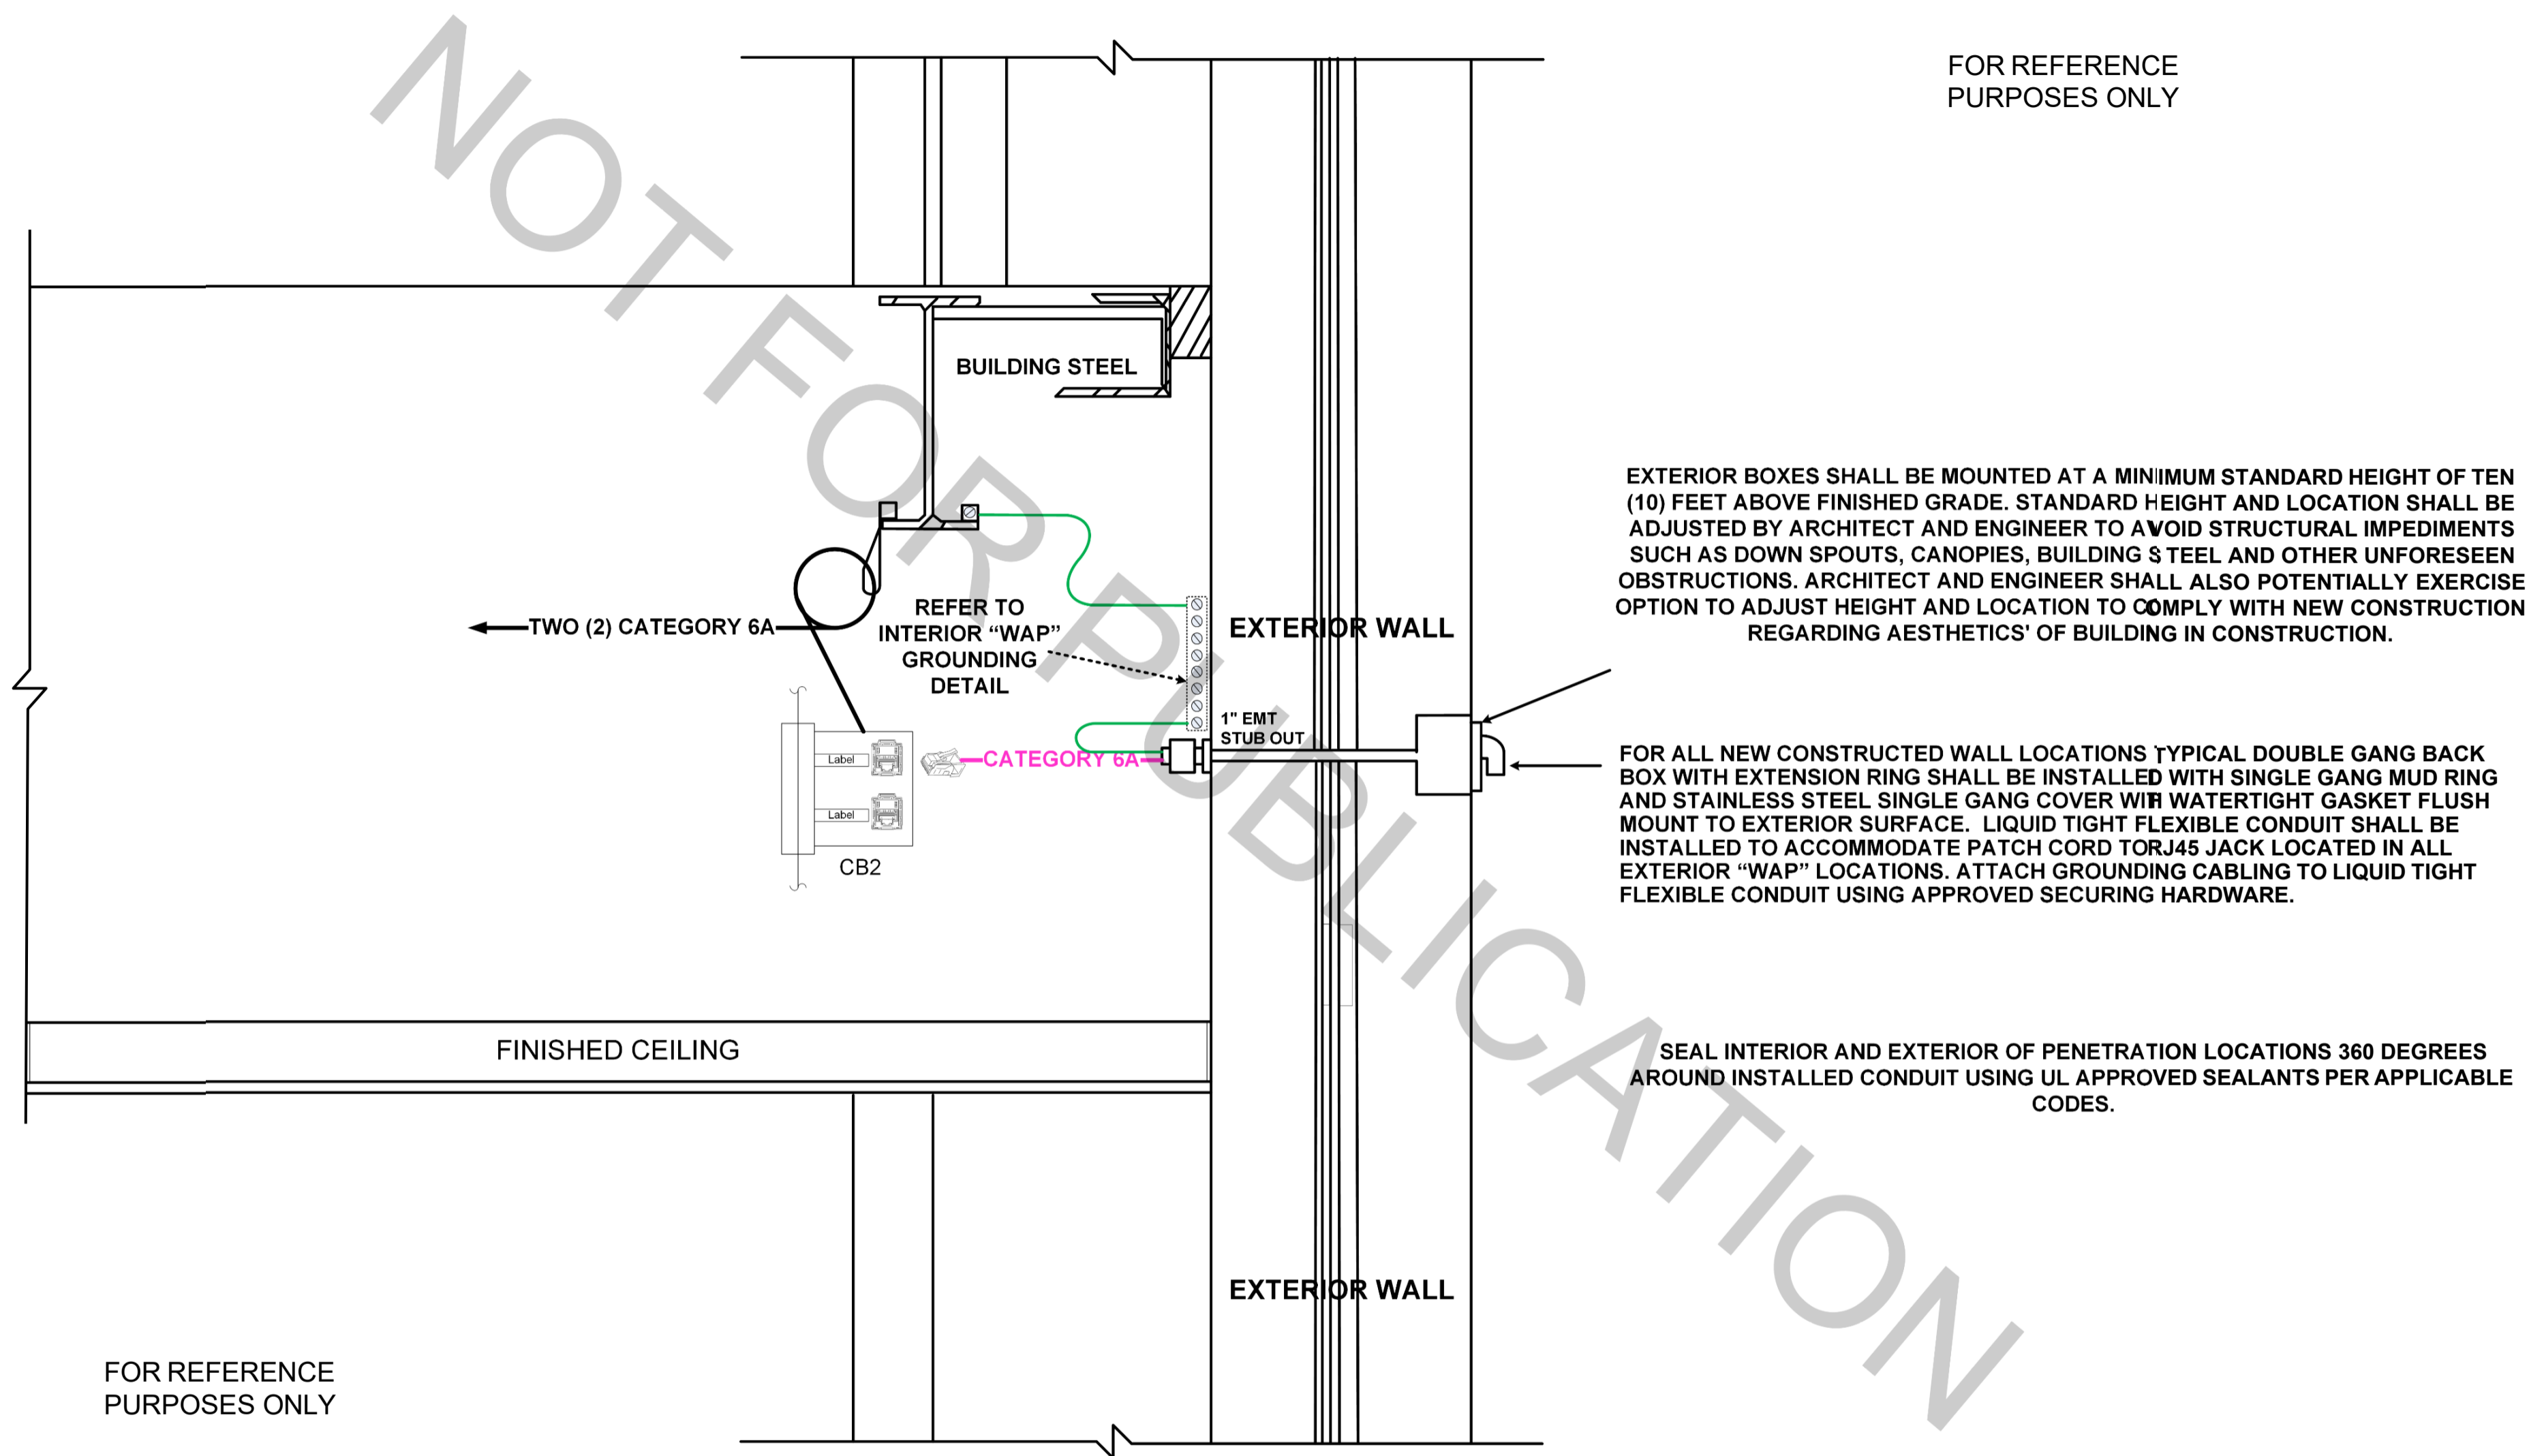 FOR REFERENCE
PURPOSES ONLY
NOT FOR PUBLICATION
BUILDING STEEL
EXTERIOR BOXES SHALL BE MOUNTED AT A MINIMUM STANDARD HEIGHT OF TEN
(10) FEET ABOVE FINISHED GRADE. STANDARD HEIGHT AND LOCATION SHALL BE
ADJUSTED BY ARCHITECT AND ENGINEER TO AVOID STRUCTURAL IMPEDIMENTS
SUCH AS DOWN SPOUTS, CANOPIES, BUILDING STEEL AND OTHER UNFORESEEN
OBSTRUCTIONS. ARCHITECT AND ENGINEER SHALL ALSO POTENTIALLY EXERCISE
OPTION TO ADJUST HEIGHT AND LOCATION TO COMPLY WITH NEW CONSTRUCTION
REGARDING AESTHETICS' OF BUILDING IN CONSTRUCTION.
TWO (2) CATEGORY 6A
REFER TO
INTERIOR “WAP”
GROUNDING
DETAIL
EXTERIOR WALL
1" EMT
STUB OUT
CATEGORY 6A
Label
Label
CB2
FOR ALL NEW CONSTRUCTED WALL LOCATIONS TYPICAL DOUBLE GANG BACK
BOX WITH EXTENSION RING SHALL BE INSTALLED WITH SINGLE GANG MUD RING
AND STAINLESS STEEL SINGLE GANG COVER WITH WATERTIGHT GASKET FLUSH
MOUNT TO EXTERIOR SURFACE. LIQUID TIGHT FLEXIBLE CONDUIT SHALL BE
INSTALLED TO ACCOMMODATE PATCH CORD TO RJ45 JACK LOCATED IN ALL
EXTERIOR “WAP” LOCATIONS. ATTACH GROUNDING CABLING TO LIQUID TIGHT
FLEXIBLE CONDUIT USING APPROVED SECURING HARDWARE.
FINISHED CEILING
SEAL INTERIOR AND EXTERIOR OF PENETRATION LOCATIONS 360 DEGREES
AROUND INSTALLED CONDUIT USING UL APPROVED SEALANTS PER APPLICABLE
CODES.
EXTERIOR WALL
FOR REFERENCE
PURPOSES ONLY